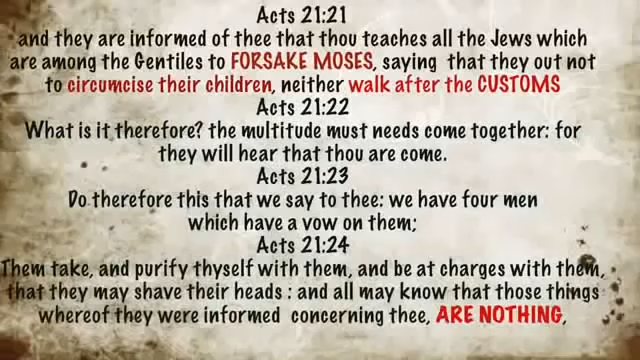 Acts 21:21
and they are informed of thee that thou teaches all the Jews which
are among the Gentiles to FORSAKE MOSES, saying that they out not
to circumcise their children, neither walk after the CUSTOMS
Acts 21:22
What is it therefore? the multitude must needs come together: for
they will hear that thou are come.
Acts 21:23
Do therefore this that we say to thee: we have four men
which have a vow on them;
Acts 21:24
Them take, and purify thyself with them, and be at charges with them,
that they may shave their heads : and all may know that those things
whereof they were informed concerning thee, ARE NOTHING,